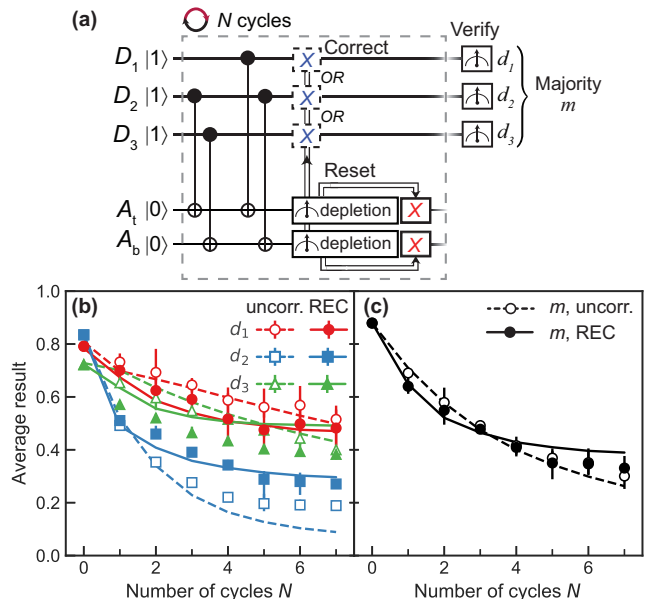 (a)
N cycles
Verify
D1 |1⟩
X
Correct
d1
OR
D2 |1⟩
X
d2
Majority
m
OR
D3 |1⟩
X
d3
Reset
At |0⟩
depletion
X
Ab |0⟩
depletion
X
(b)
uncorr. REC
d1
d2
d3
(c)
m, uncorr.
m, REC
Average result
1.0
0.8
0.6
0.4
0.2
0.0
0 2 4 6
Number of cycles N
0 2 4 6
Number of cycles N